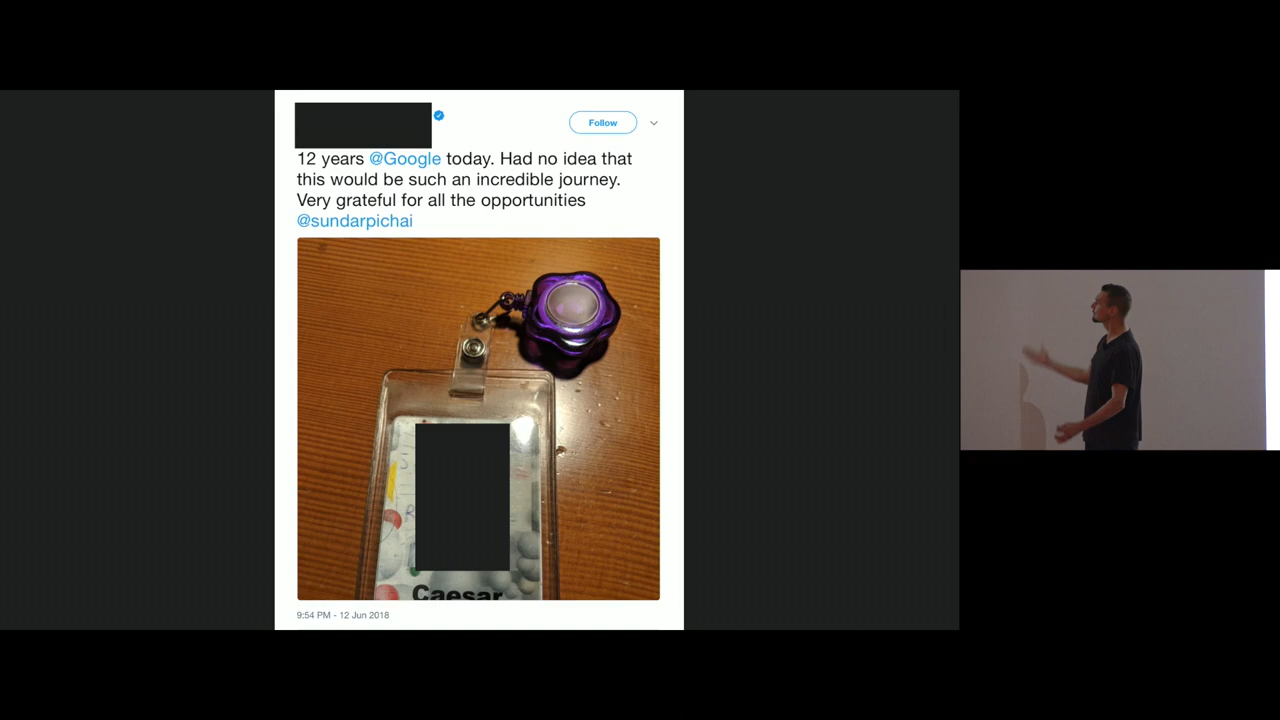 Follow
12 years @Google today. Had no idea that
this would be such an incredible journey.
Very grateful for all the opportunities
@sundarpichai
Caesar
9:54 PM - 12 Jun 2018